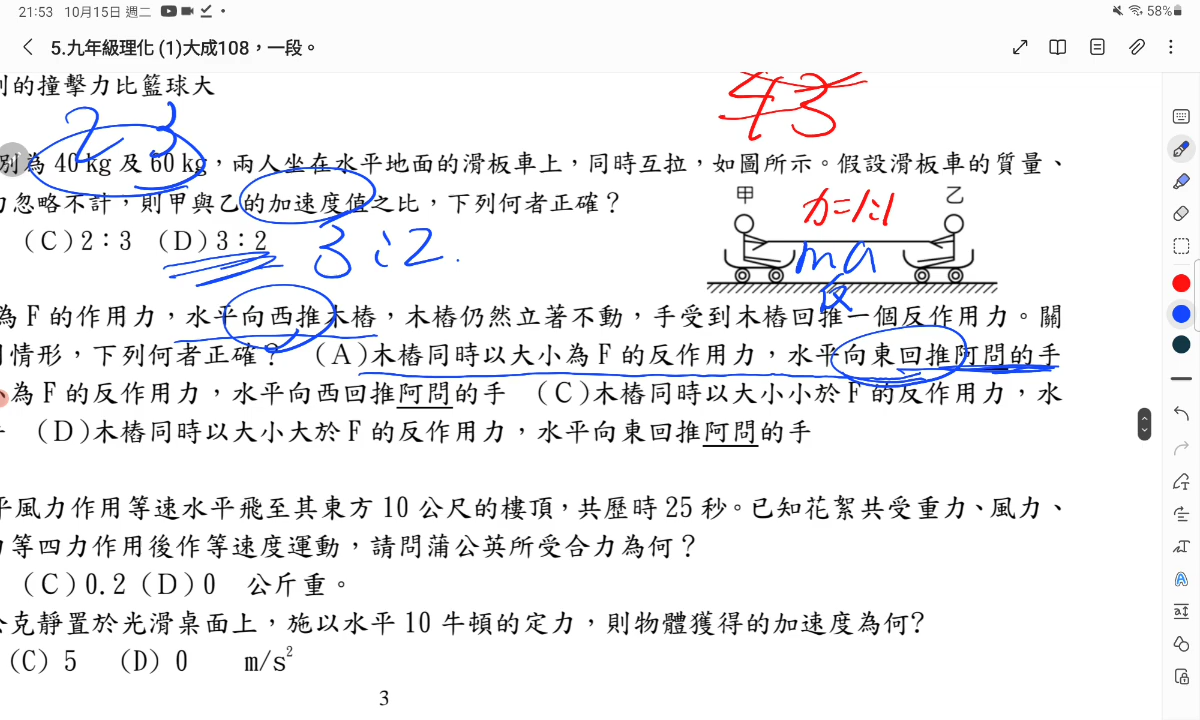 21:53 10月15日 週二 58%
5.九年級理化 (1)大成108，一段。
的撞擊力比籃球大
43
2 3
別為 40 kg 及 60 kg，兩人坐在水平地面的滑板車上，同時互拉，如圖所示。假設滑板車的質量、
忽略不計，則甲與乙的加速度值之比，下列何者正確？
甲 乙
力=1:1
(C)2：3 (D)3：2
3:2.
ma
反
為 F 的作用力，水平向西推木樁，木樁仍然立著不動，手受到木樁回推一個反作用力。關
情形，下列何者正確？ (A)木樁同時以大小為 F 的反作用力，水平向東回推阿問的手
為 F 的反作用力，水平向西回推阿問的手 (C)木樁同時以大小小於 F 的反作用力，水
(D)木樁同時以大小大於 F 的反作用力，水平向東回推阿問的手
平風力作用等速水平飛至其東方 10 公尺的樓頂，共歷時 25 秒。已知花絮共受重力、風力、
等四力作用後作等速度運動，請問蒲公英所受合力為何？
(C)0.2 (D)0 公斤重。
公克靜置於光滑桌面上，施以水平 10 牛頓的定力，則物體獲得的加速度為何?
(C) 5 (D) 0 m/s²
3